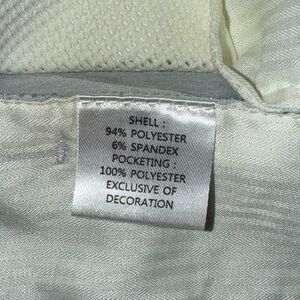 SHELL :
94% POLYESTER
6% SPANDEX
POCKETING :
100% POLYESTER
EXCLUSIVE OF
DECORATION